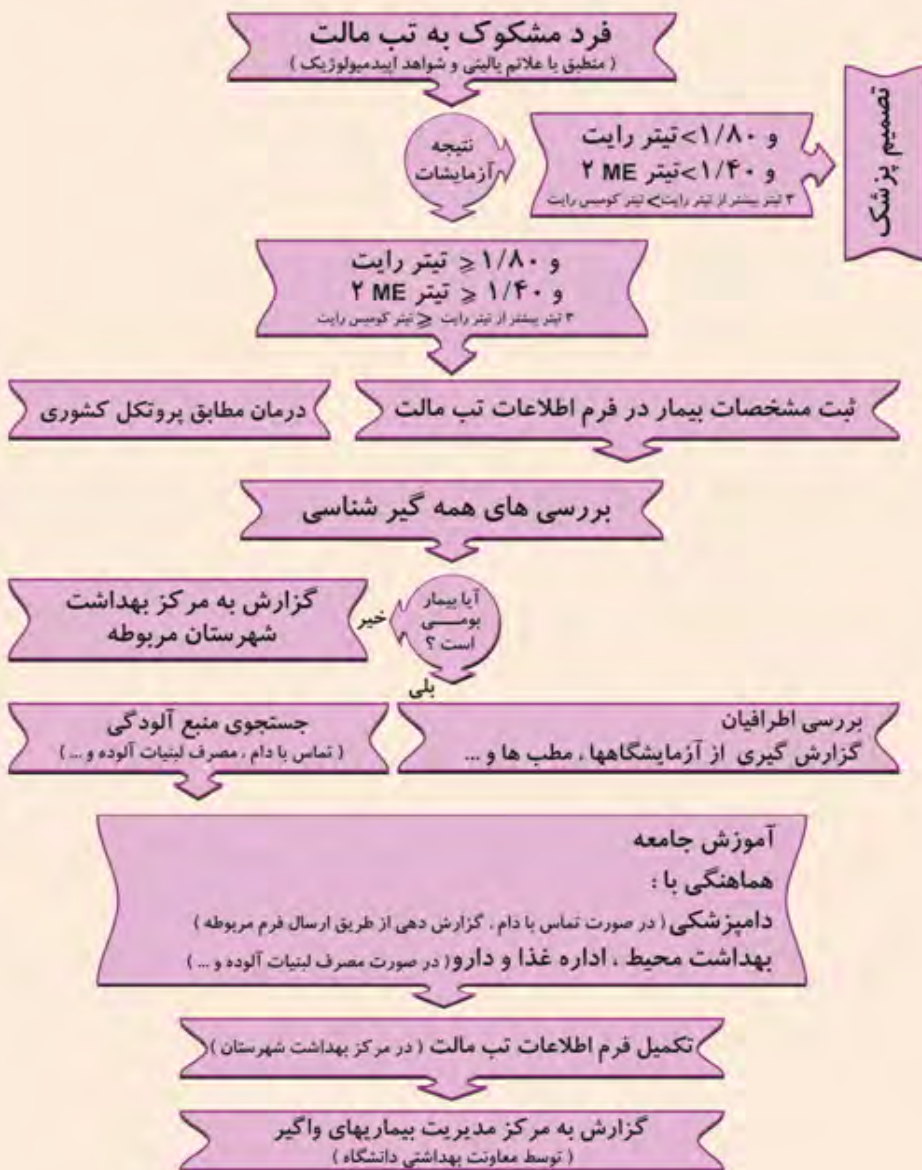 فرد مشکوک به تب مالت
( منطبق با علائم بالینی و شواهد اپیدمیولوژیک )
نتیجه
آزمایشات
و ۱/۸۰>تیتر رایت
و ۱/۴۰>تیتر ۲ ME
۳ تیتر بیشتر از تیتر رایت> تیتر کومبس رایت
تصمیم پزشک
و ۱/۸۰ ⩾ تیتر رایت
و ۱/۴۰ ⩾ تیتر ۲ ME
۳ تیتر بیشتر از تیتر رایت ⩾ تیتر کومبس رایت
ثبت مشخصات بیمار در فرم اطلاعات تب مالت
درمان مطابق پروتکل کشوری
بررسی های همه گیر شناسی
آیا بیمار
بومـــی
است ؟
خیر
گزارش به مرکز بهداشت
شهرستان مربوطه
بلی
بررسی اطرافیان
گزارش گیری از آزمایشگاهها ، مطب ها و ...
جستجوی منبع آلودگی
( تماس با دام ، مصرف لبنیات آلوده و ... )
آموزش جامعه
هماهنگی با :
دامپزشکی ( در صورت تماس با دام ، گزارش دهی از طریق ارسال فرم مربوطه )
بهداشت محیط ، اداره غذا و دارو ( در صورت مصرف لبنیات آلوده و ... )
تکمیل فرم اطلاعات تب مالت ( در مرکز بهداشت شهرستان )
گزارش به مرکز مدیریت بیماریهای واگیر
( توسط معاونت بهداشتی دانشگاه )